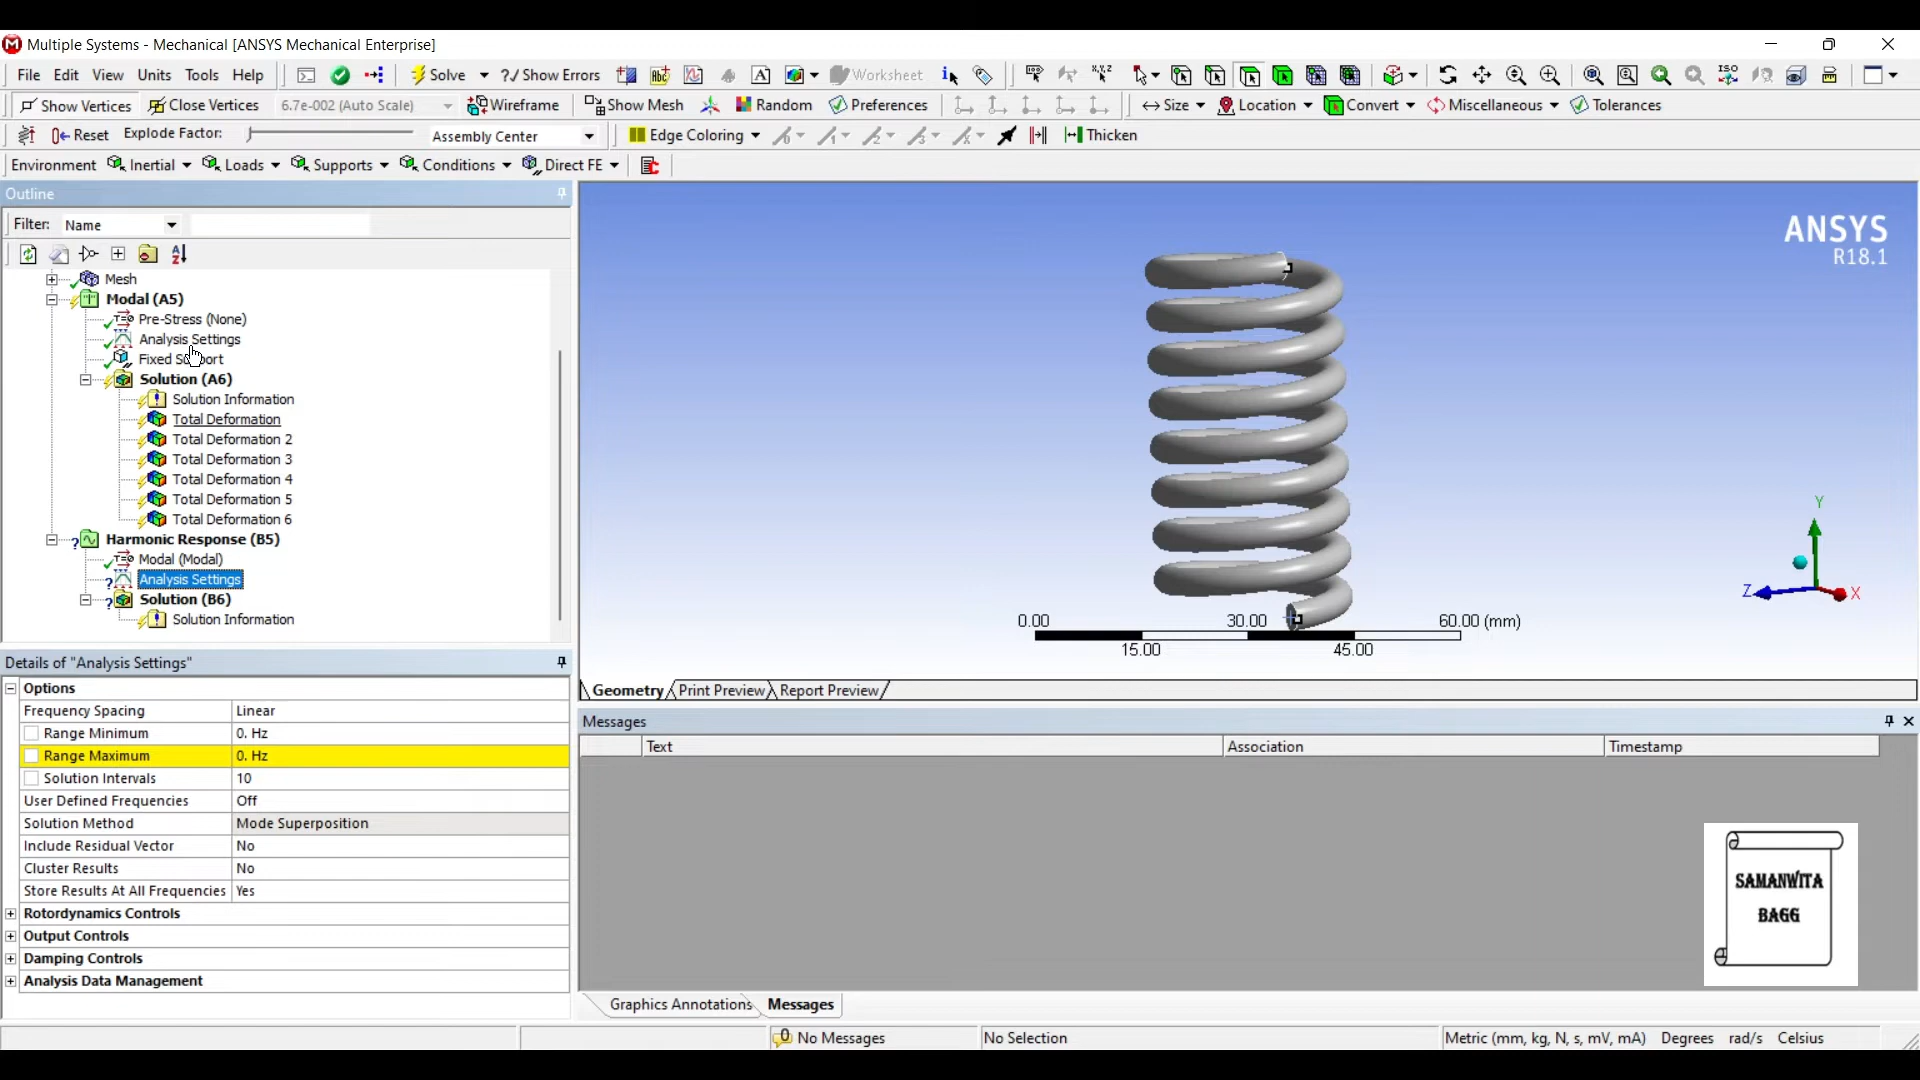 Multiple Systems - Mechanical [ANSYS Mechanical Enterprise]
File Edit View Units Tools Help Solve ?/ Show Errors Worksheet
Show Vertices Close Vertices 6.7e-002 (Auto Scale) Wireframe Show Mesh Random Preferences Size Location Convert Miscellaneous Tolerances
Reset Explode Factor: Assembly Center Edge Coloring Thicken
Environment Inertial Loads Supports Conditions Direct FE
Outline
Filter: Name
Mesh
Modal (A5)
Pre-Stress (None)
Analysis Settings
Fixed Support
Solution (A6)
Solution Information
Total Deformation
Total Deformation 2
Total Deformation 3
Total Deformation 4
Total Deformation 5
Total Deformation 6
Harmonic Response (B5)
Modal (Modal)
Analysis Settings
Solution (B6)
Solution Information
Details of "Analysis Settings"
Options
Frequency Spacing Linear
Range Minimum 0. Hz
Range Maximum 0. Hz
Solution Intervals 10
User Defined Frequencies Off
Solution Method Mode Superposition
Include Residual Vector No
Cluster Results No
Store Results At All Frequencies Yes
Rotordynamics Controls
Output Controls
Damping Controls
Analysis Data Management
ANSYS
R18.1
Y
Z X
0.00 30.00 60.00 (mm)
15.00 45.00
Geometry Print Preview Report Preview
Messages
Text Association Timestamp
SAMANWITA
BAGG
Graphics Annotations Messages
No Messages No Selection Metric (mm, kg, N, s, mV, mA) Degrees rad/s Celsius